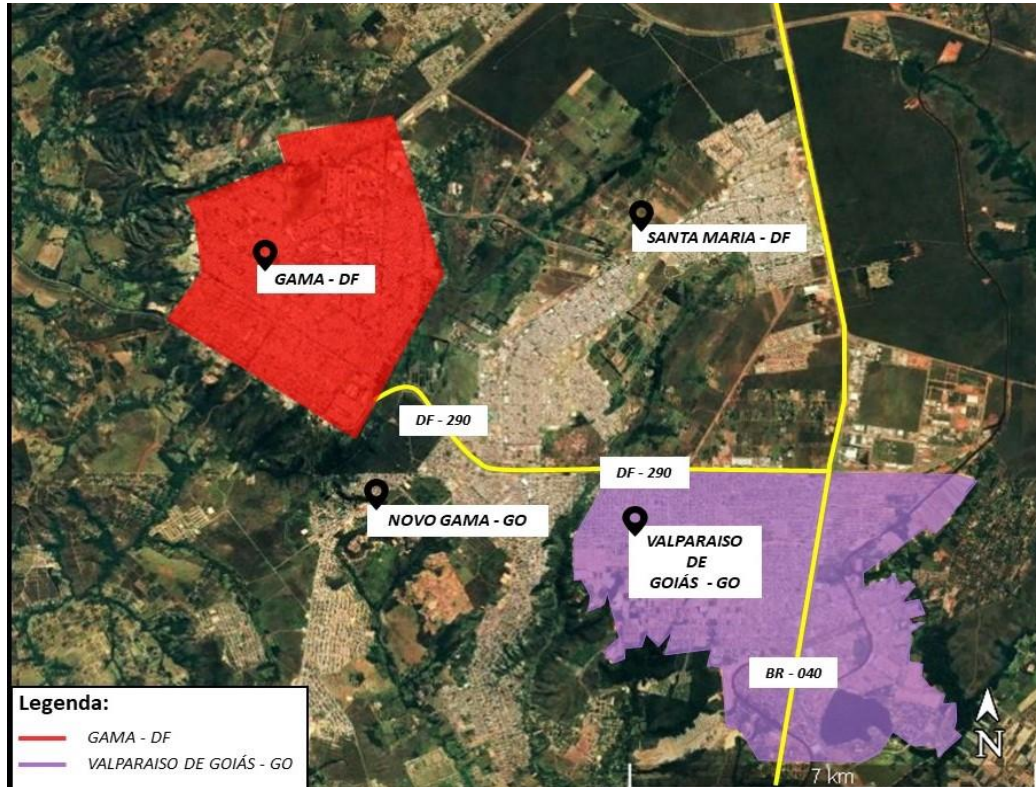 SANTA MARIA - DF
GAMA - DF
DF - 290
DF - 290
NOVO GAMA - GO
VALPARAISO
DE
GOIÁS - GO
BR - 040
Legenda:
GAMA - DF
VALPARAISO DE GOIÁS - GO
N
7 km